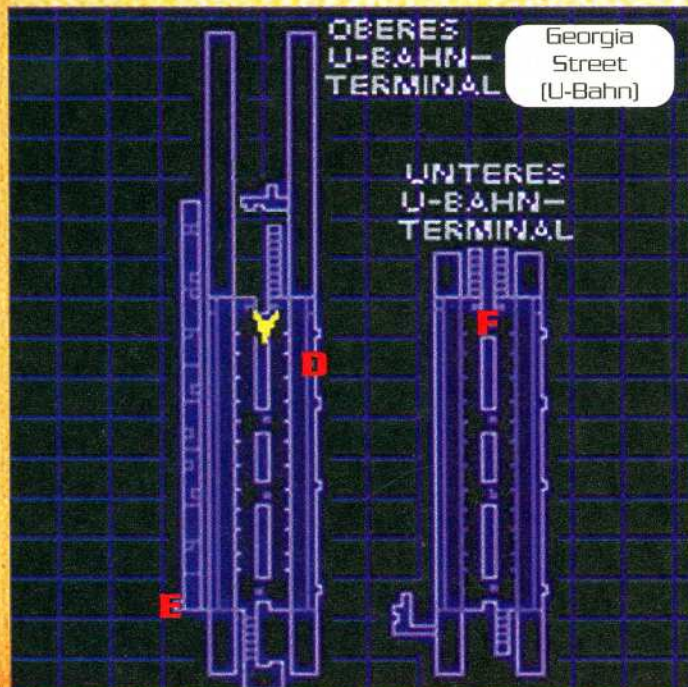 OBERES
U-BAHN-
TERMINAL
Georgia
Street
(U-Bahn)
UNTERES
U-BAHN-
TERMINAL
F
D
E